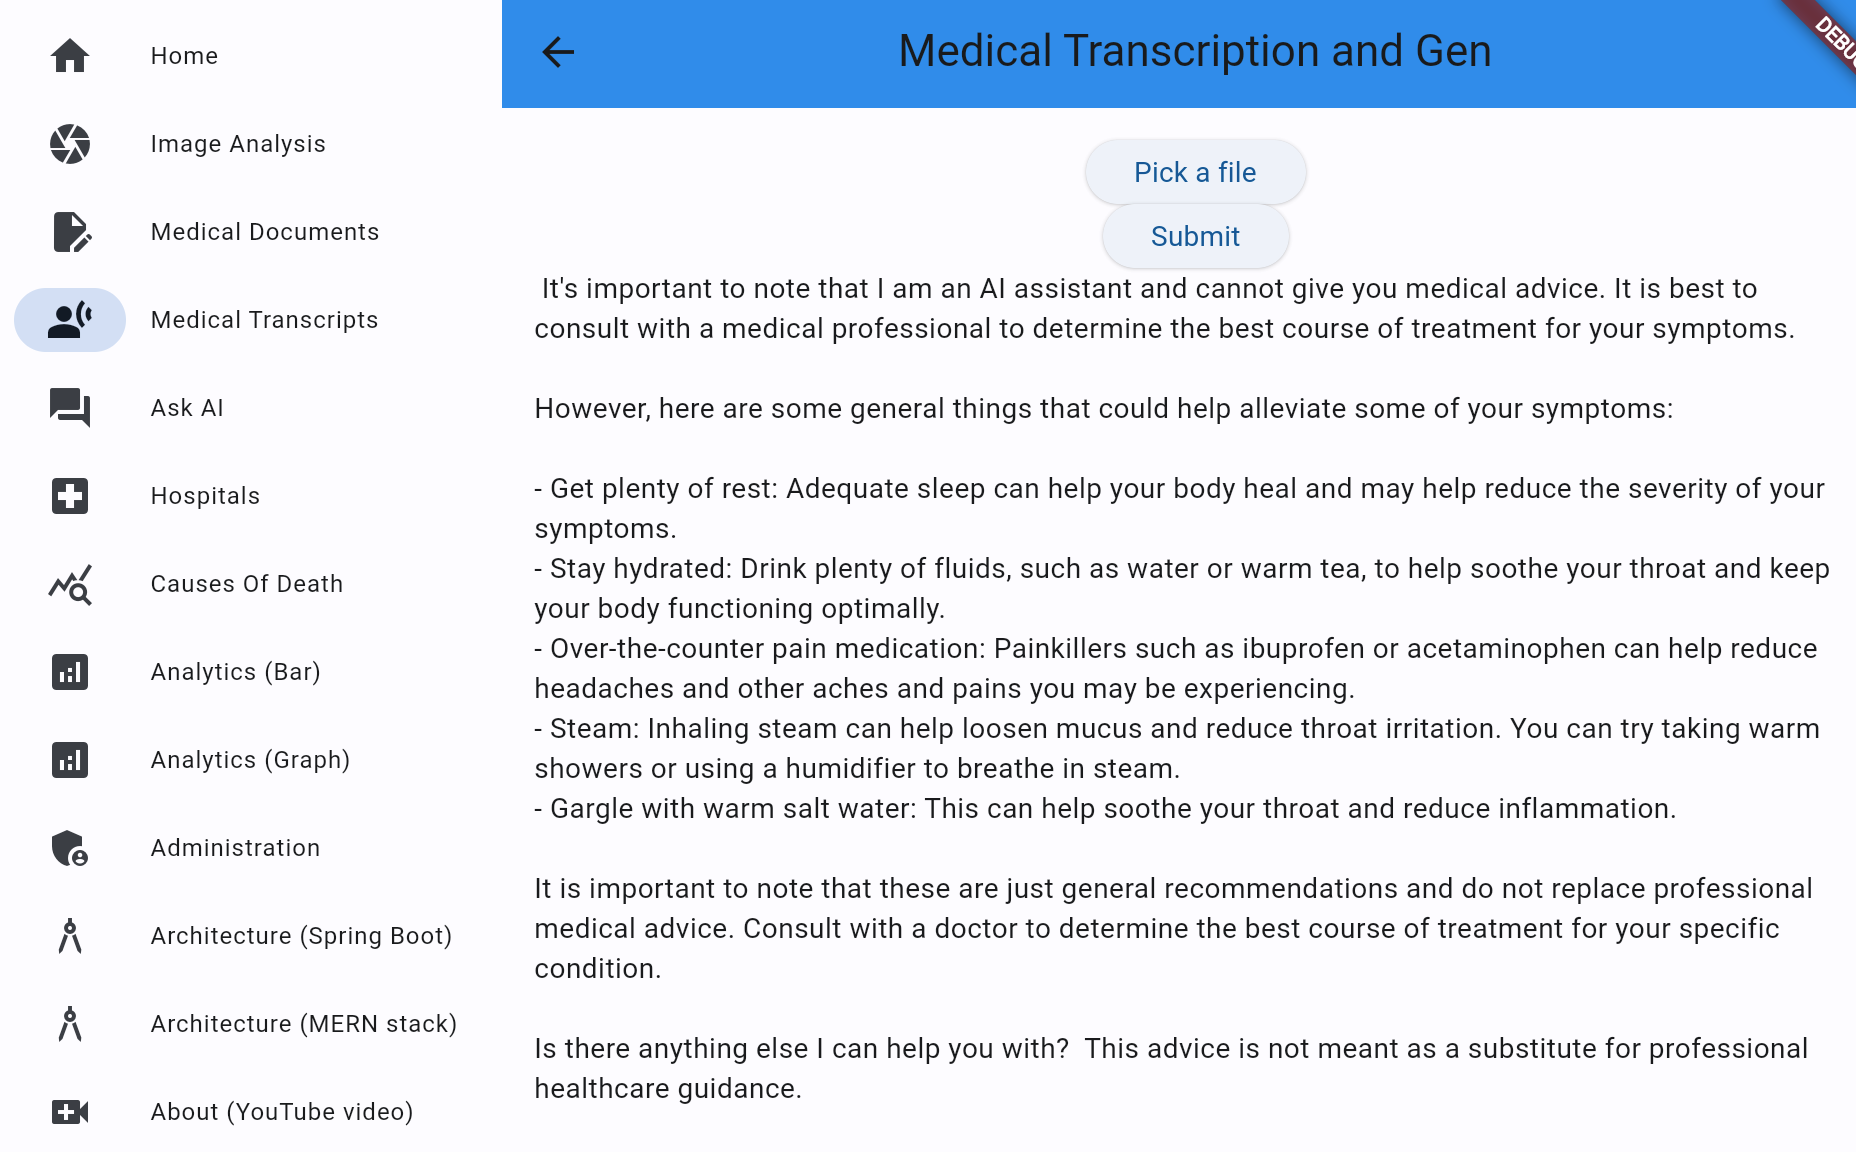 Home
Image Analysis
Medical Documents
Medical Transcripts
Ask AI
Hospitals
Causes Of Death
Analytics (Bar)
Analytics (Graph)
Administration
Architecture (Spring Boot)
Architecture (MERN stack)
About (YouTube video)
Medical Transcription and Gen
Pick a file
Submit
It's important to note that I am an AI assistant and cannot give you medical advice. It is best to
consult with a medical professional to determine the best course of treatment for your symptoms.
However, here are some general things that could help alleviate some of your symptoms:
- Get plenty of rest: Adequate sleep can help your body heal and may help reduce the severity of your
symptoms.
- Stay hydrated: Drink plenty of fluids, such as water or warm tea, to help soothe your throat and keep
your body functioning optimally.
- Over-the-counter pain medication: Painkillers such as ibuprofen or acetaminophen can help reduce
headaches and other aches and pains you may be experiencing.
- Steam: Inhaling steam can help loosen mucus and reduce throat irritation. You can try taking warm
showers or using a humidifier to breathe in steam.
- Gargle with warm salt water: This can help soothe your throat and reduce inflammation.
It is important to note that these are just general recommendations and do not replace professional
medical advice. Consult with a doctor to determine the best course of treatment for your specific
condition.
Is there anything else I can help you with?  This advice is not meant as a substitute for professional
healthcare guidance.